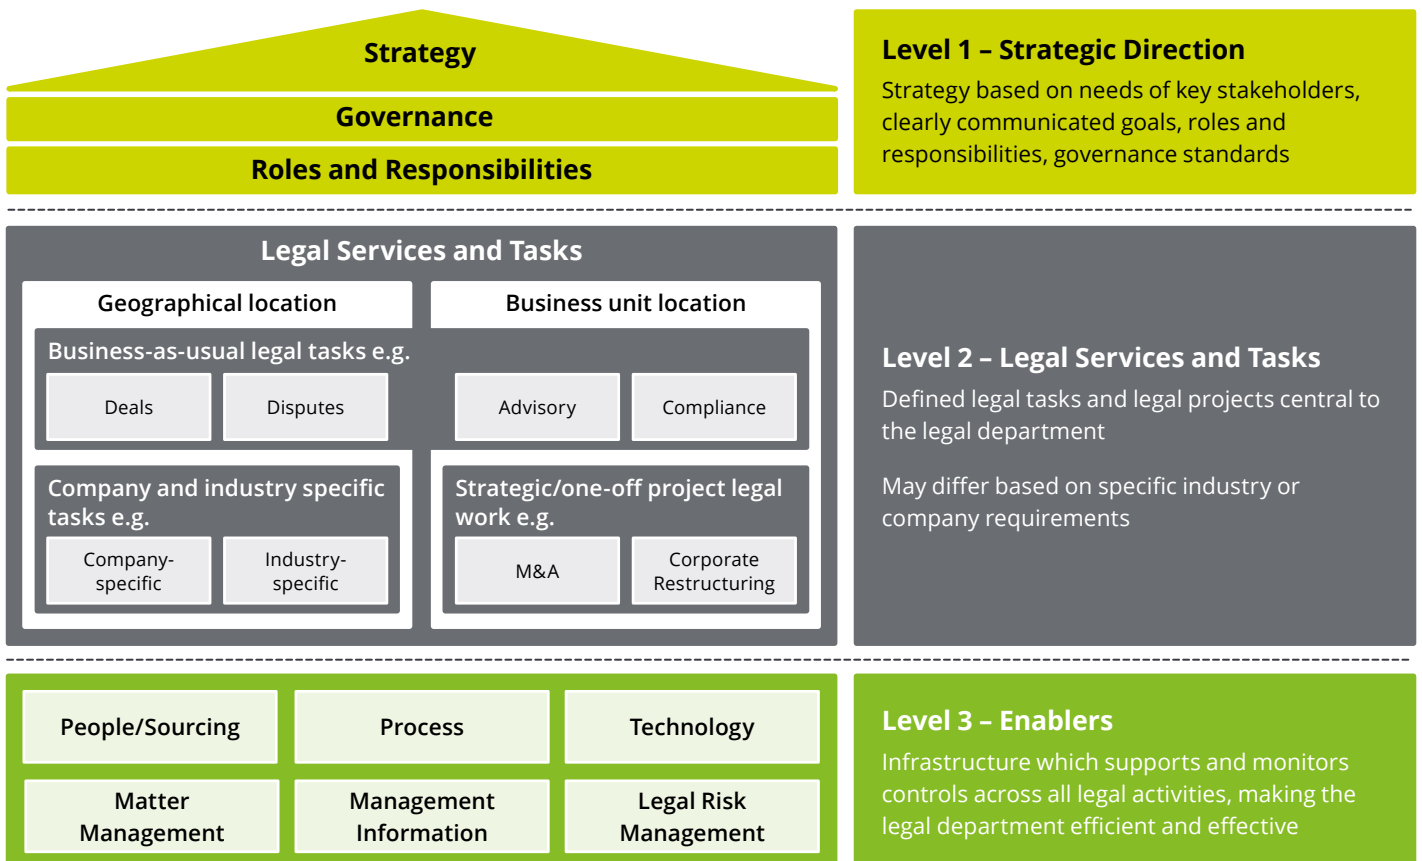 Strategy
Governance
Roles and Responsibilities
Level 1 – Strategic Direction
Strategy based on needs of key stakeholders,
clearly communicated goals, roles and
responsibilities, governance standards
Legal Services and Tasks
Geographical location
Business unit location
Business-as-usual legal tasks e.g.
Deals
Disputes
Advisory
Compliance
Company and industry specific
tasks e.g.
Company-
specific
Industry-
specific
Strategic/one-off project legal
work e.g.
M&A
Corporate
Restructuring
Level 2 – Legal Services and Tasks
Defined legal tasks and legal projects central to
the legal department
May differ based on specific industry or
company requirements
People/Sourcing
Process
Technology
Matter
Management
Management
Information
Legal Risk
Management
Level 3 – Enablers
Infrastructure which supports and monitors
controls across all legal activities, making the
legal department efficient and effective